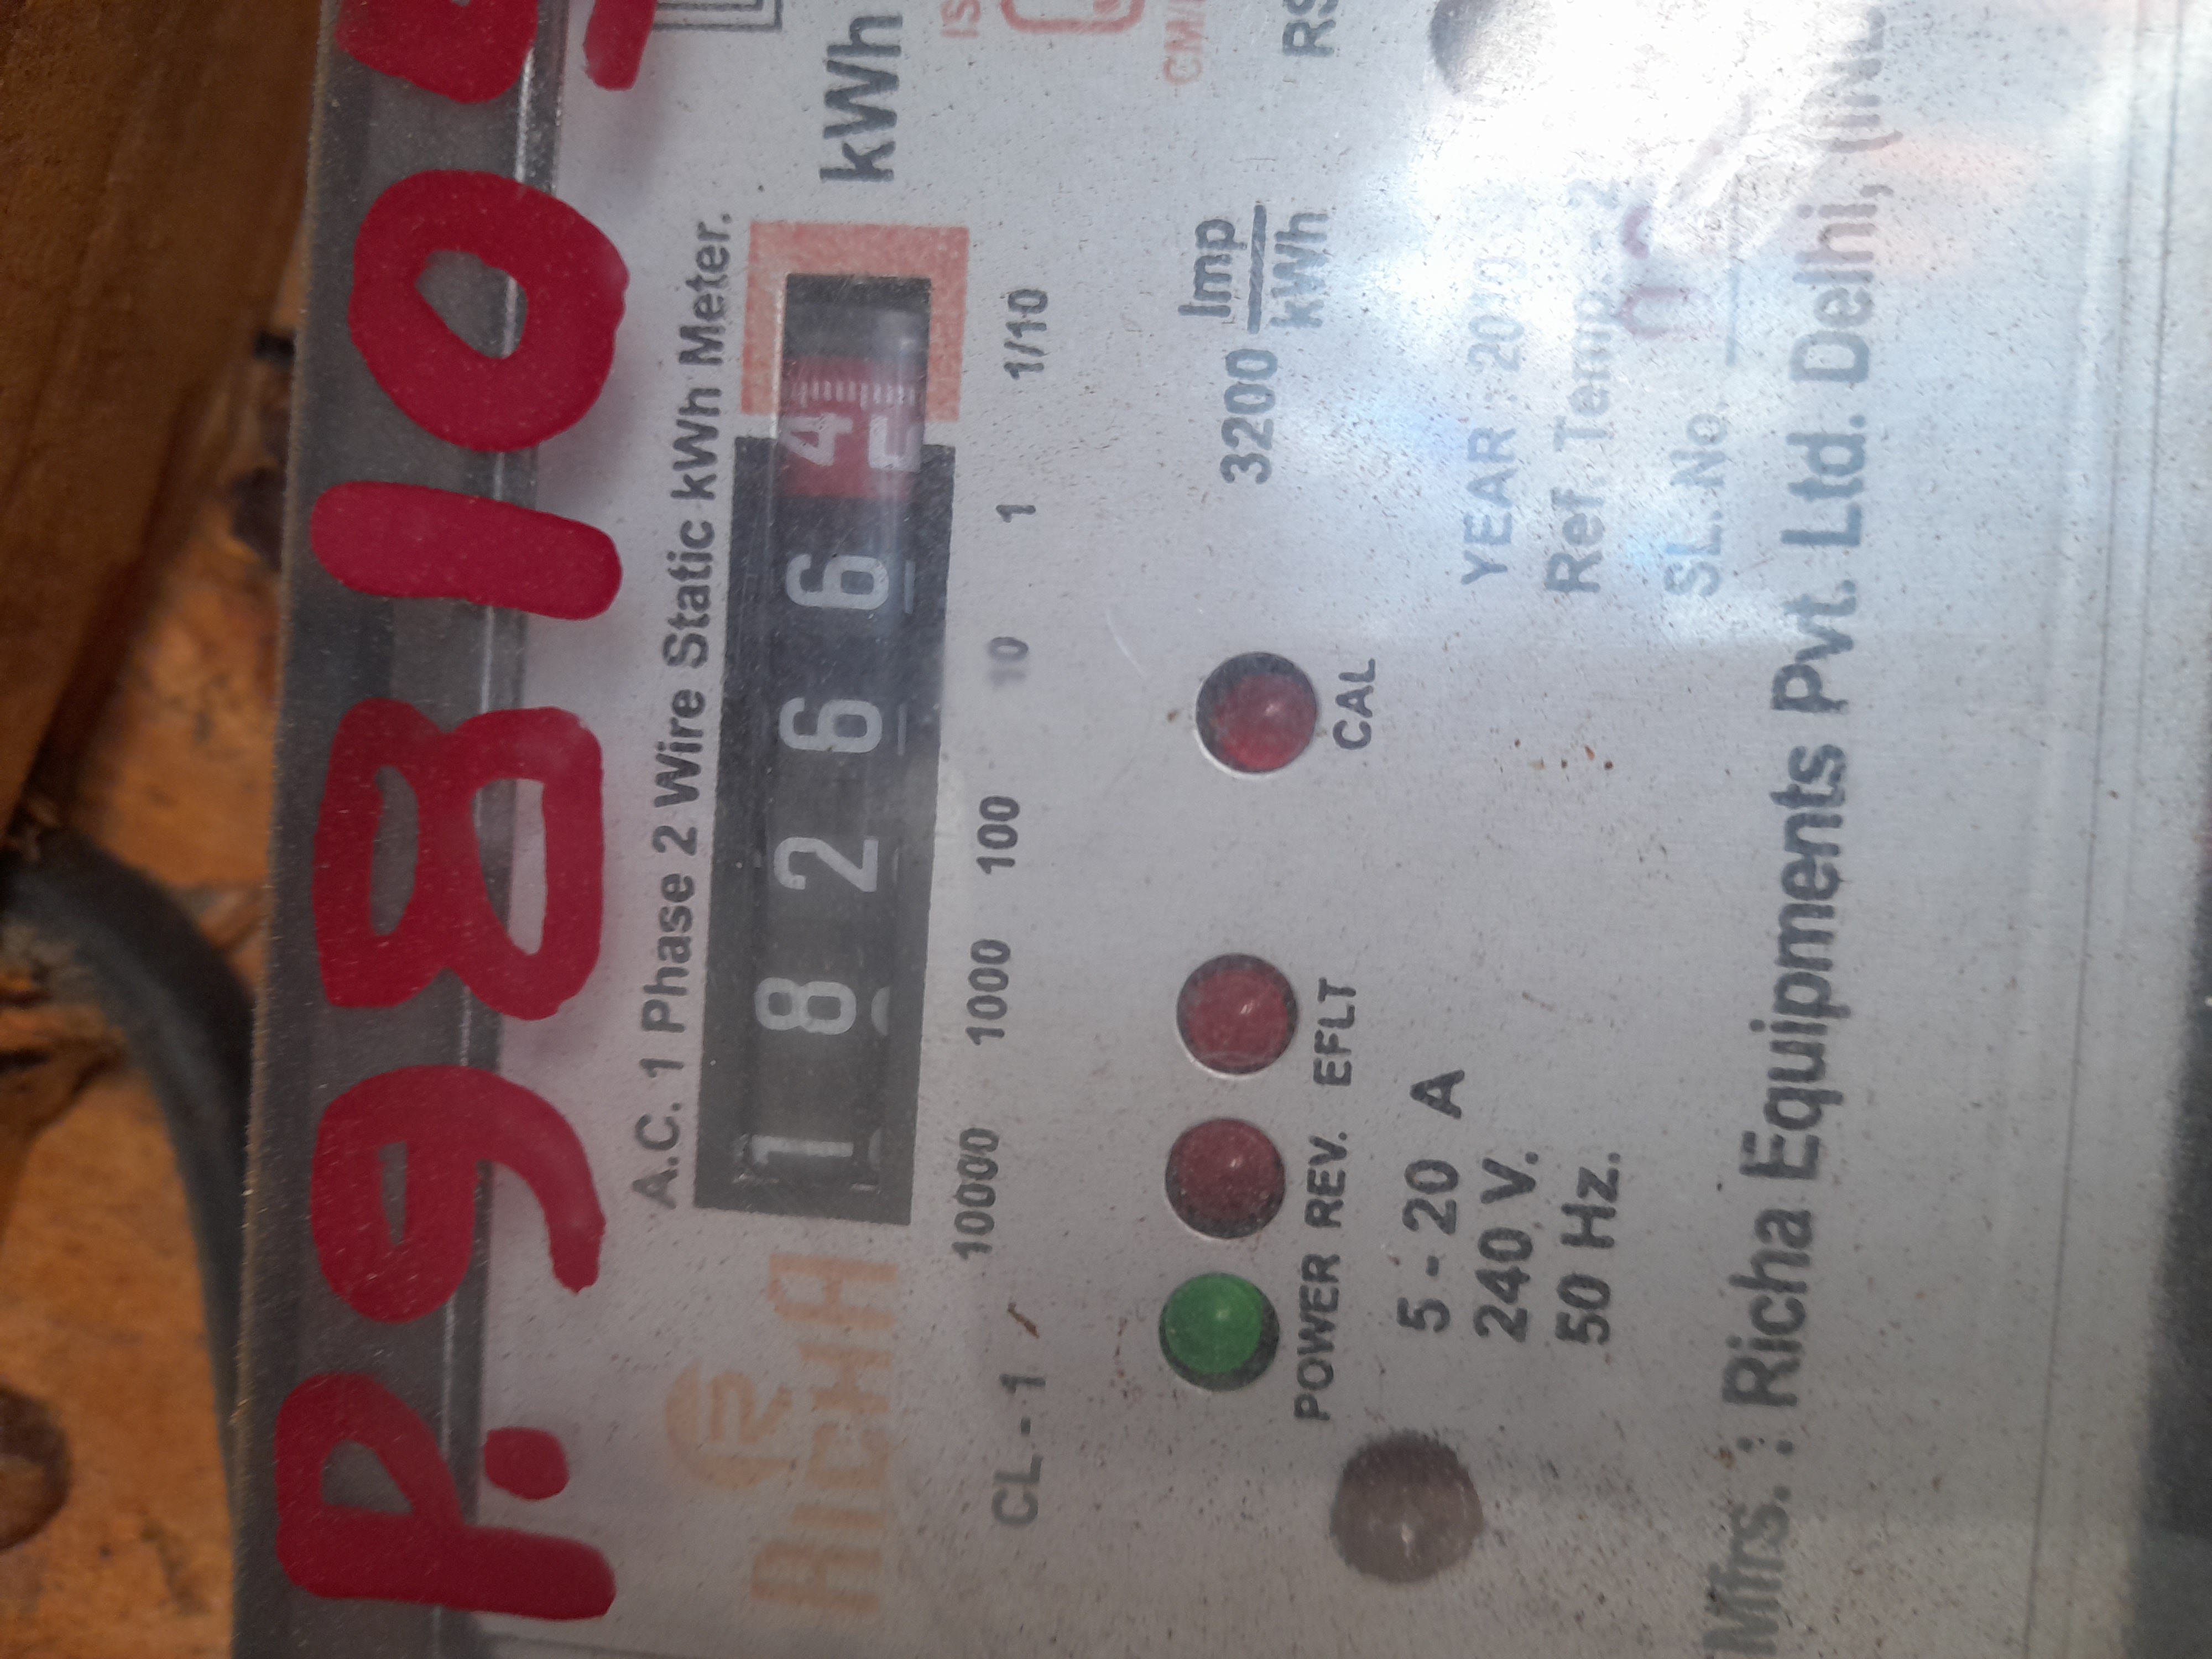 P.9810
A.C. 1 Phase 2 Wire Static kWh Meter.
RICHA
1 8 2 6 6 4 kWh
5
10000 1000 100 10 1 1/10
CL - 1
3200 Imp/kWh
POWER REV. EFLT CAL
5 - 20 A
240 V.
50 Hz.
YEAR :
Ref. Temp.
SL. No.
Mfrs. : Richa Equipments Pvt. Ltd. Delhi,